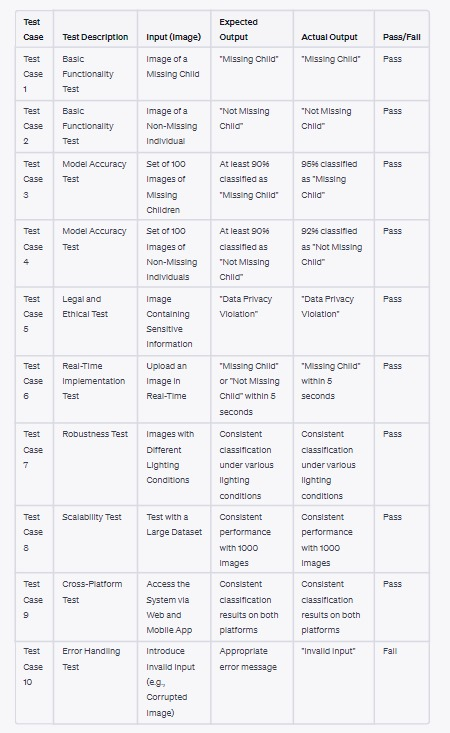 Test Case | Test Description | Input (Image) | Expected Output | Actual Output | Pass/Fail
Test Case 1 | Basic Functionality Test | Image of a Missing Child | "Missing Child" | "Missing Child" | Pass
Test Case 2 | Basic Functionality Test | Image of a Non-Missing Individual | "Not Missing Child" | "Not Missing Child" | Pass
Test Case 3 | Model Accuracy Test | Set of 100 Images of Missing Children | At least 90% classified as "Missing Child" | 95% classified as "Missing Child" | Pass
Test Case 4 | Model Accuracy Test | Set of 100 Images of Non-Missing Individuals | At least 90% classified as "Not Missing Child" | 92% classified as "Not Missing Child" | Pass
Test Case 5 | Legal and Ethical Test | Image Containing Sensitive Information | "Data Privacy Violation" | "Data Privacy Violation" | Pass
Test Case 6 | Real-Time Implementation Test | Upload an Image in Real-Time | "Missing Child" or "Not Missing Child" within 5 seconds | "Missing Child" within 5 seconds | Pass
Test Case 7 | Robustness Test | Images with Different Lighting Conditions | Consistent classification under various lighting conditions | Consistent classification under various lighting conditions | Pass
Test Case 8 | Scalability Test | Test with a Large Dataset | Consistent performance with 1000 images | Consistent performance with 1000 images | Pass
Test Case 9 | Cross-Platform Test | Access the System via Web and Mobile App | Consistent classification results on both platforms | Consistent classification results on both platforms | Pass
Test Case 10 | Error Handling Test | Introduce Invalid Input (e.g., Corrupted Image) | Appropriate error message | "Invalid Input" | Fail